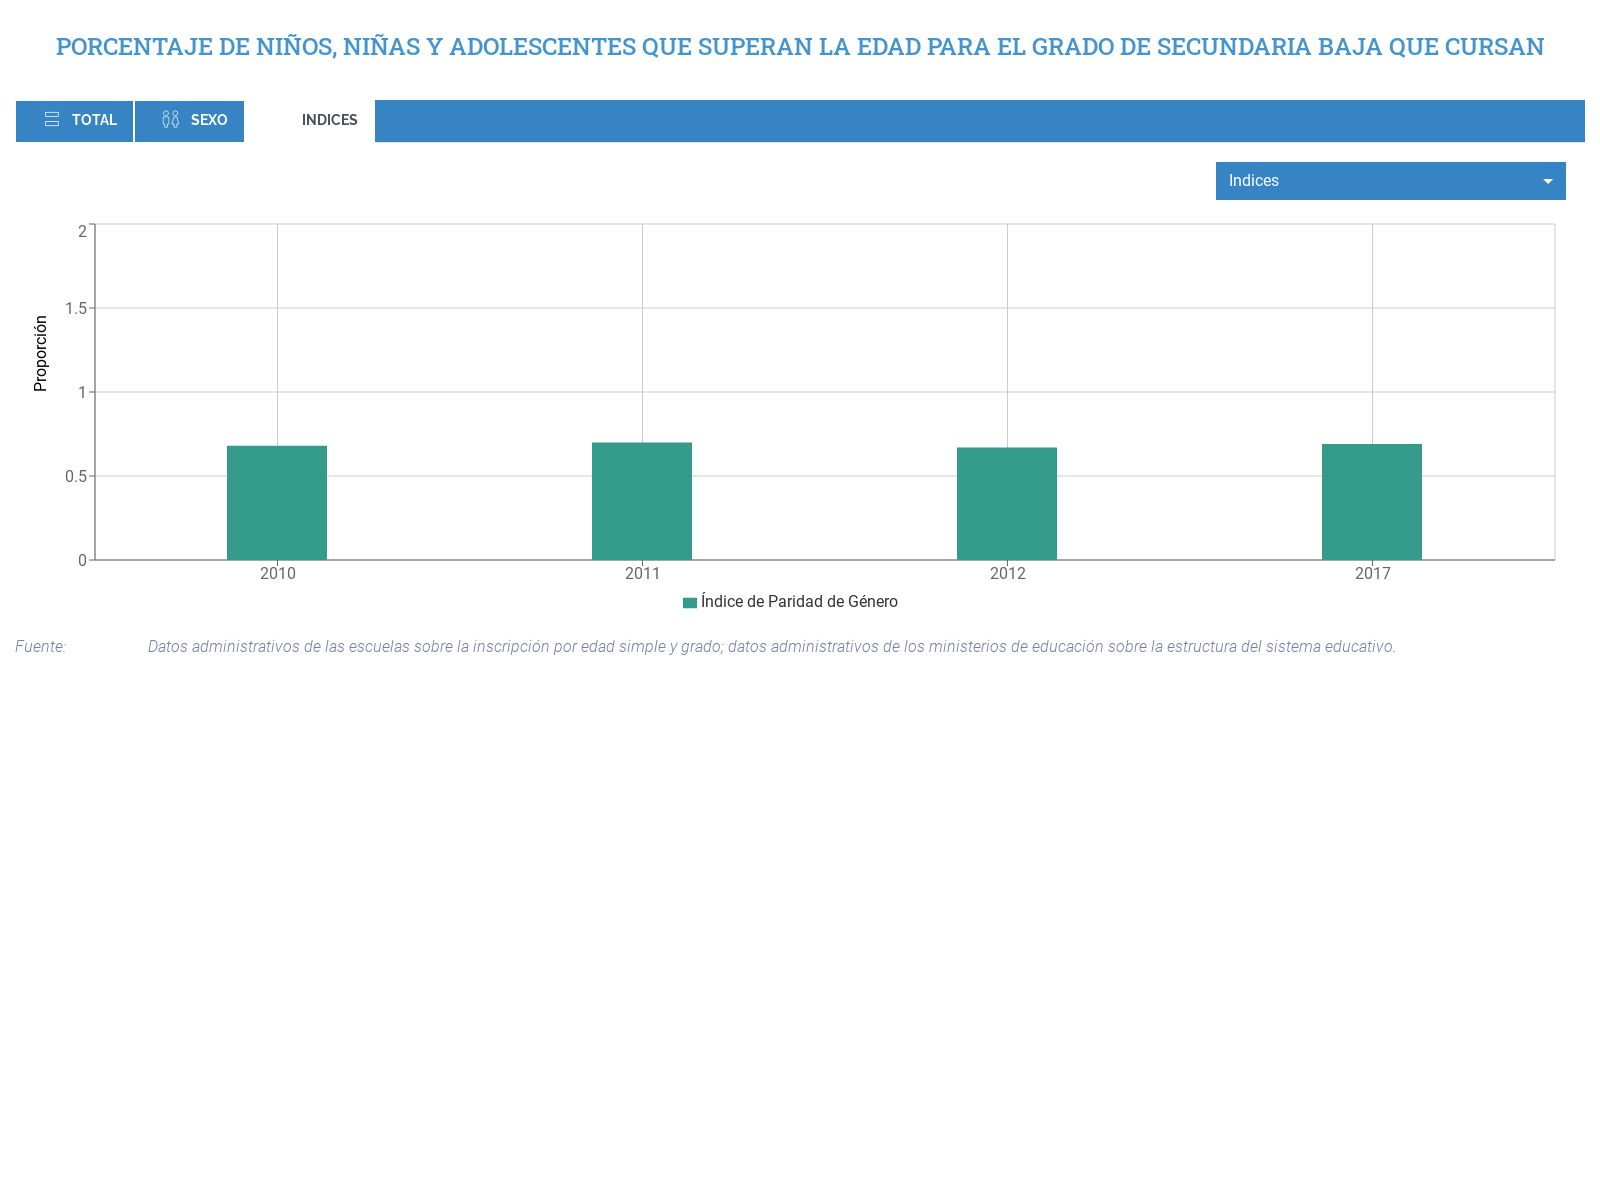 PORCENTAJE DE NIÑOS, NIÑAS Y ADOLESCENTES QUE SUPERAN LA EDAD PARA EL GRADO DE SECUNDARIA BAJA QUE CURSAN
TOTAL SEXO INDICES
Indices
2
1.5
Proporción
1
0.5
0
2010 2011 2012 2017
Índice de Paridad de Género
Fuente: Datos administrativos de las escuelas sobre la inscripción por edad simple y grado; datos administrativos de los ministerios de educación sobre la estructura del sistema educativo.